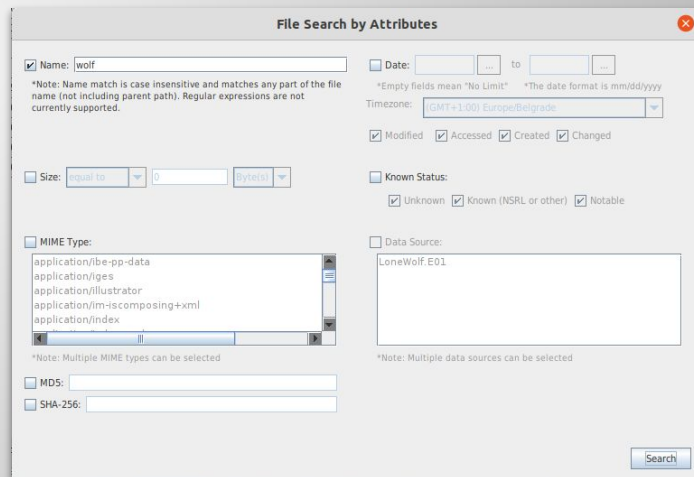 File Search by Attributes
Name: wolf
*Note: Name match is case insensitive and matches any part of the file
name (not including parent path). Regular expressions are not
currently supported.
Date: ... to ...
*Empty fields mean "No Limit" *The date format is mm/dd/yyyy
Timezone: (GMT+1:00) Europe/Belgrade
Modified Accessed Created Changed
Size: equal to 0 Byte(s)
Known Status:
Unknown Known (NSRL or other) Notable
MIME Type:
application/ibe-pp-data
application/iges
application/illustrator
application/im-iscomposing+xml
application/index
*Note: Multiple MIME types can be selected
Data Source:
LoneWolf.E01
*Note: Multiple data sources can be selected
MD5:
SHA-256:
Search